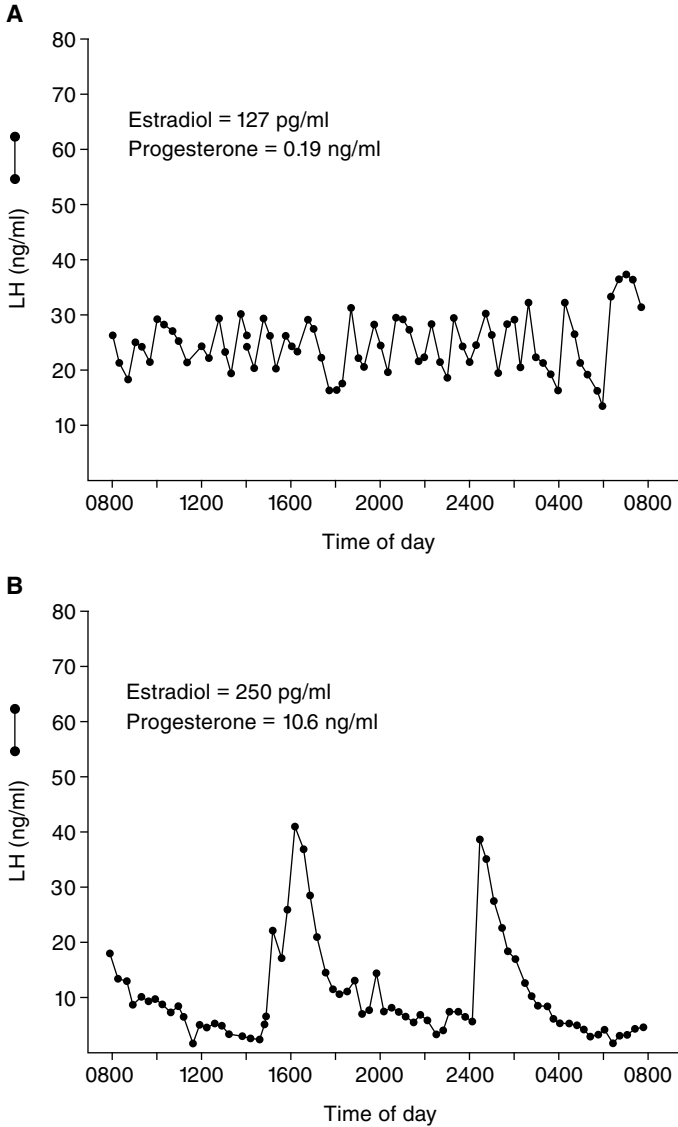 A
80
70
60
50
40
30
20
10
LH (ng/ml)
Estradiol = 127 pg/ml
Progesterone = 0.19 ng/ml
0800 1200 1600 2000 2400 0400 0800
Time of day
B
80
70
60
50
40
30
20
10
LH (ng/ml)
Estradiol = 250 pg/ml
Progesterone = 10.6 ng/ml
0800 1200 1600 2000 2400 0400 0800
Time of day